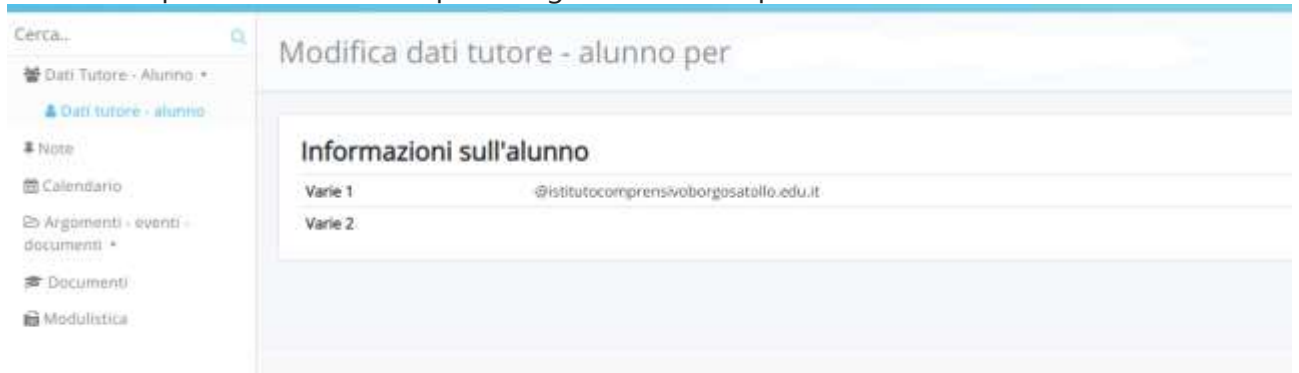 Cerca...
Modifica dati tutore - alunno per
Dati Tutore - Alunno
Dati tutore - alunno
Note
Calendario
Argomenti - eventi -
documenti
Documenti
Modulistica
Informazioni sull'alunno
Varie 1 @istitutocomprensivoborgosatollo.edu.it
Varie 2